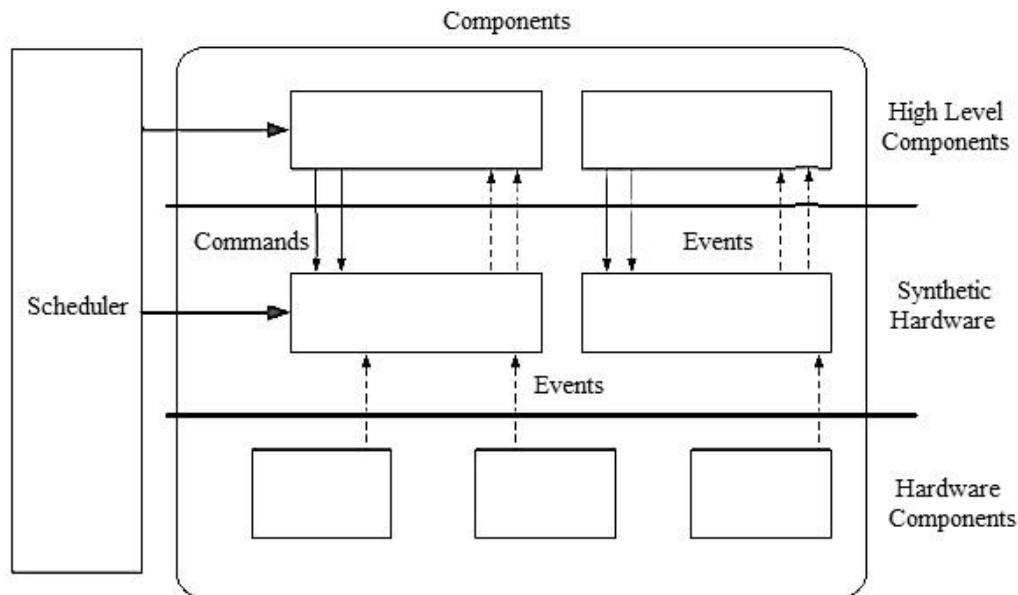 Components
High Level
Components
Commands
Events
Scheduler
Synthetic
Hardware
Events
Hardware
Components